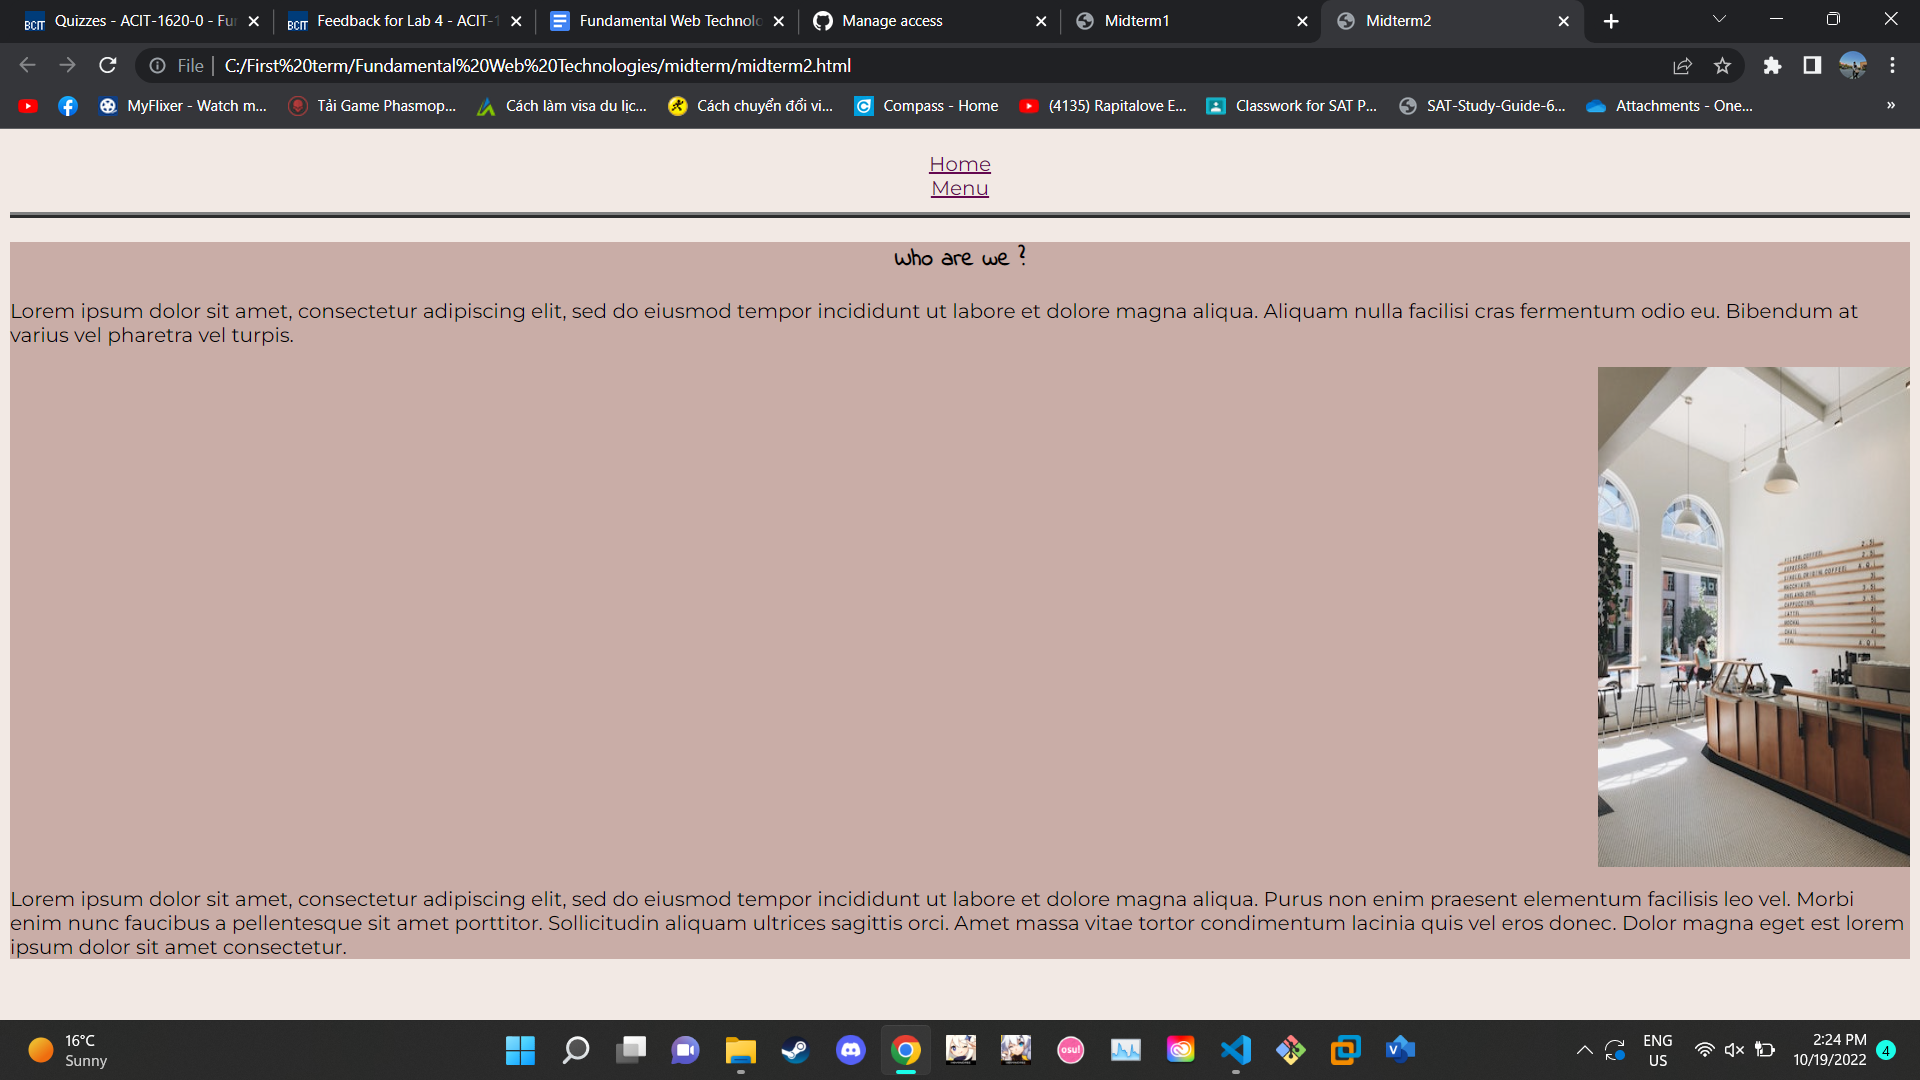 Quizzes - ACIT-1620-0 - Fu
Feedback for Lab 4 - ACIT-1
Fundamental Web Technolo
Manage access
Midterm1
Midterm2
File
C:/First%20term/Fundamental%20Web%20Technologies/midterm/midterm2.html
MyFlixer - Watch m...
Tải Game Phasmop...
Cách làm visa du lịc...
Cách chuyển đổi vi...
Compass - Home
(4135) Rapitalove E...
Classwork for SAT P...
SAT-Study-Guide-6...
Attachments - One...
»
Home
Menu
Who are we ?
Lorem ipsum dolor sit amet, consectetur adipiscing elit, sed do eiusmod tempor incididunt ut labore et dolore magna aliqua. Aliquam nulla facilisi cras fermentum odio eu. Bibendum at
varius vel pharetra vel turpis.
Lorem ipsum dolor sit amet, consectetur adipiscing elit, sed do eiusmod tempor incididunt ut labore et dolore magna aliqua. Purus non enim praesent elementum facilisis leo vel. Morbi
enim nunc faucibus a pellentesque sit amet porttitor. Sollicitudin aliquam ultrices sagittis orci. Amet massa vitae tortor condimentum lacinia quis vel eros donec. Dolor magna eget est lorem
ipsum dolor sit amet consectetur.
16°C
Sunny
osu!
ENG
US
2:24 PM
10/19/2022
4